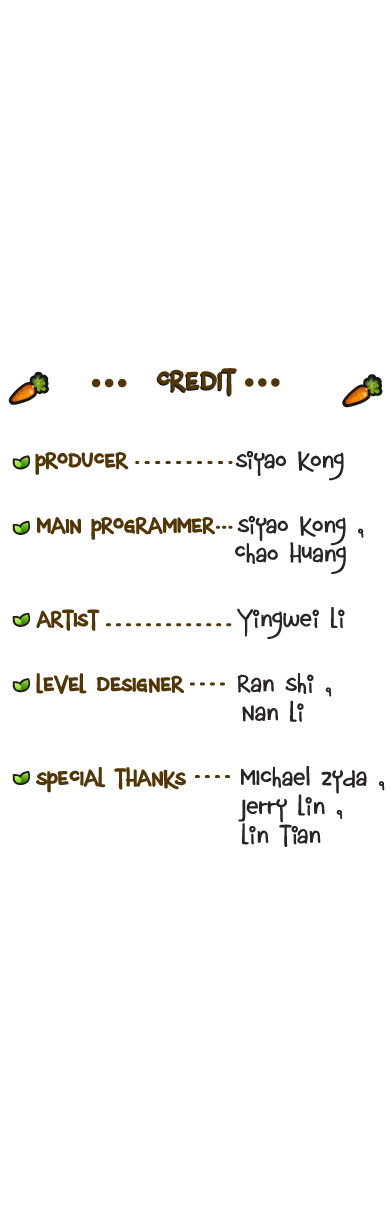 ... CREDIT ...
PRODUCER ..........siyao Kong
MAIN PROGRAMMER...siyao Kong ,
chao Huang
ARTIST .............Yingwei li
lEVEl DESIGNER .... Ran shi ,
Nan li
spECIAL THANKs .... MIchael zyda ,
Jerry lin ,
lin Tian